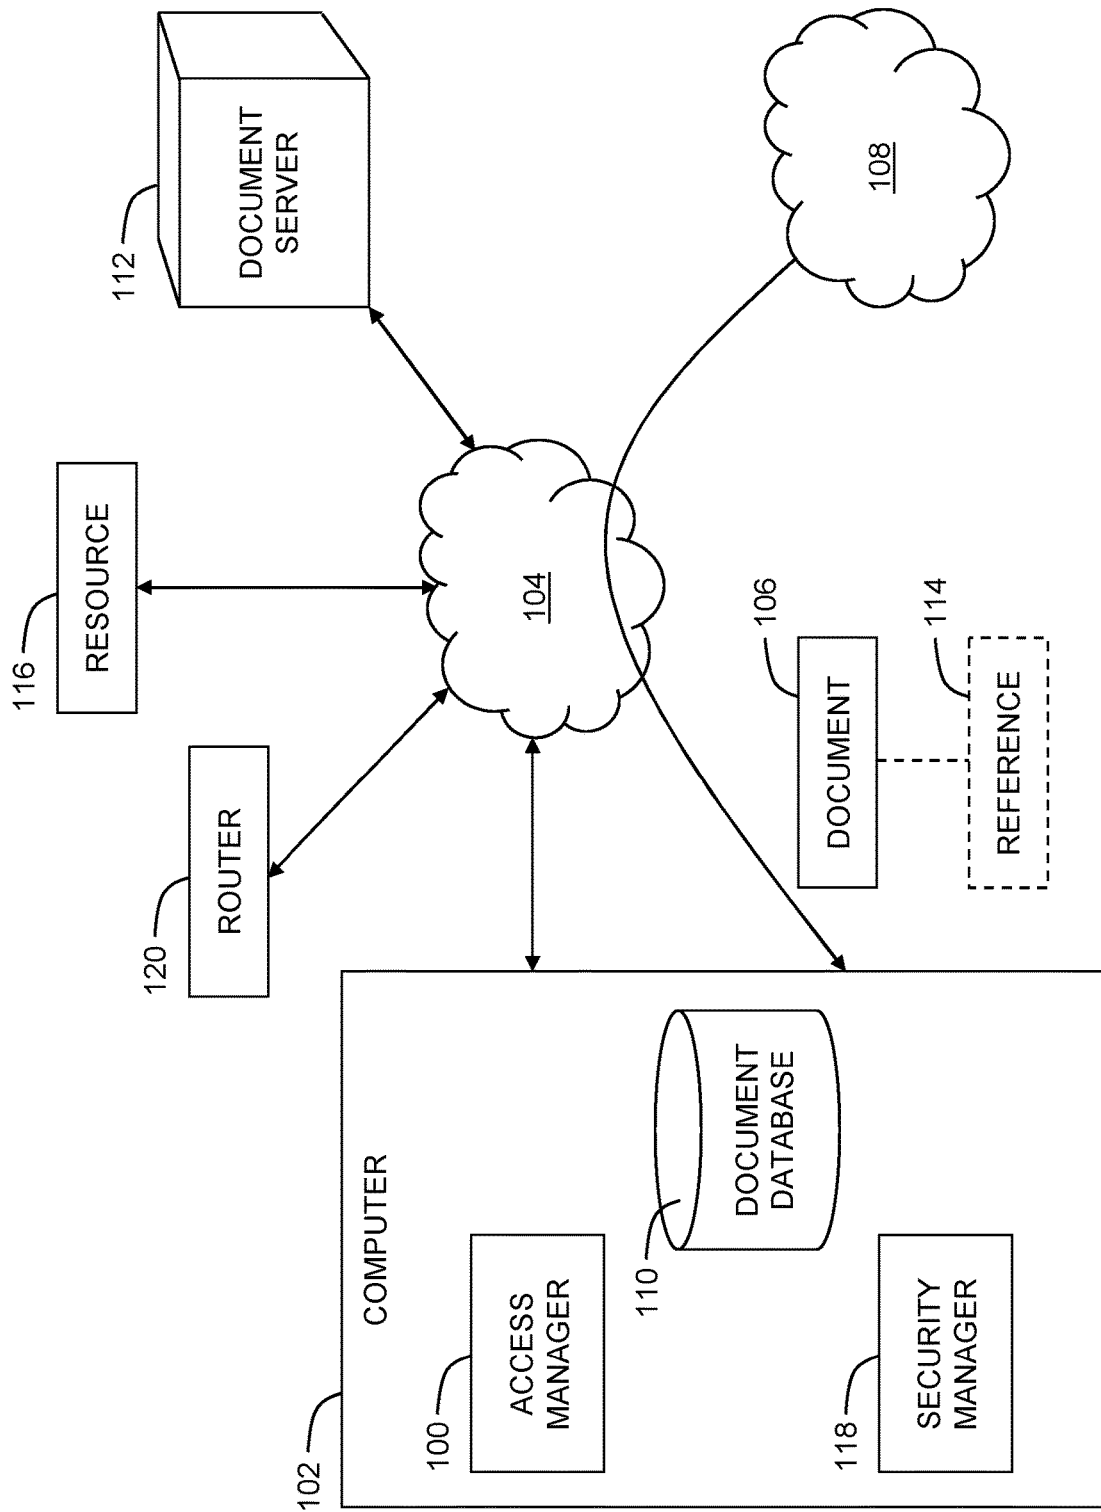 102
COMPUTER
100
ACCESS
MANAGER
118
SECURITY
MANAGER
110
DOCUMENT
DATABASE
120
ROUTER
116
RESOURCE
104
106
DOCUMENT
114
REFERENCE
112
DOCUMENT
SERVER
108